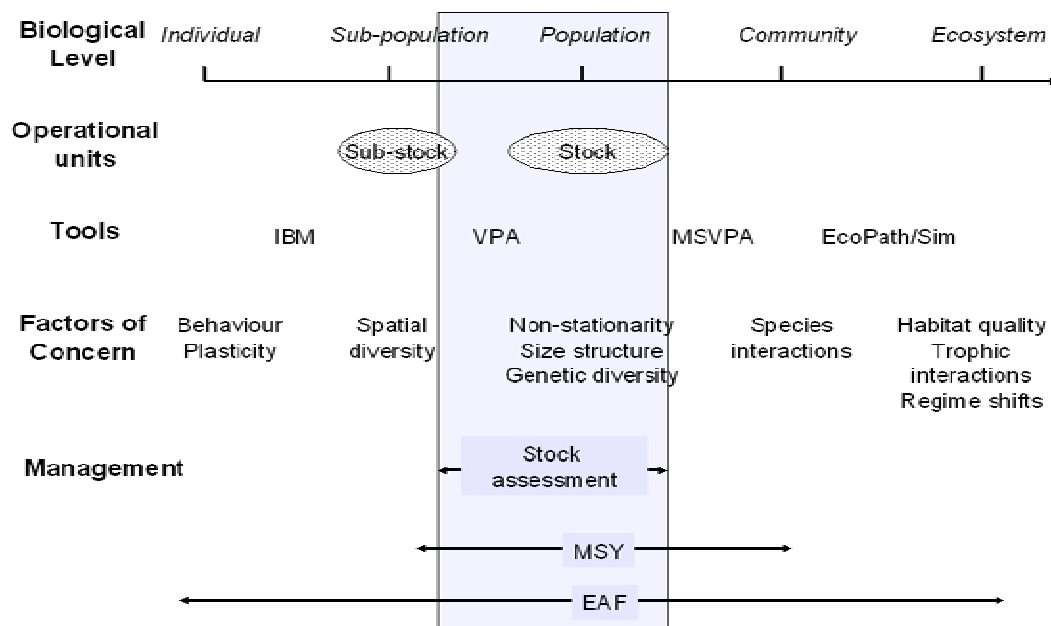 Biological Level
Individual Sub-population Population Community Ecosystem
Operational units
Sub-stock Stock
Tools
IBM VPA MSVPA EcoPath/Sim
Factors of Concern
Behaviour
Plasticity
Spatial
diversity
Non-stationarity
Size structure
Genetic diversity
Species
interactions
Habitat quality
Trophic
interactions
Regime shifts
Management
Stock
assessment
MSY
EAF